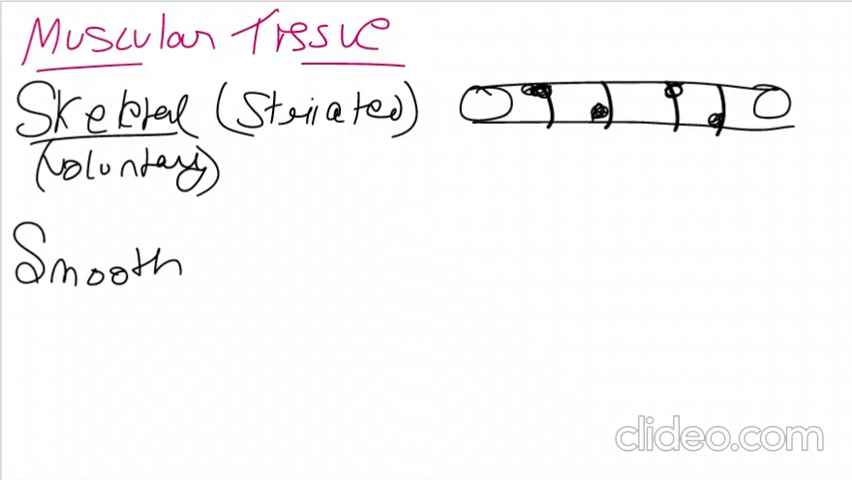 Muscular Tissue
Skeletal (Striated)
(Voluntary)
Smooth
clideo.com